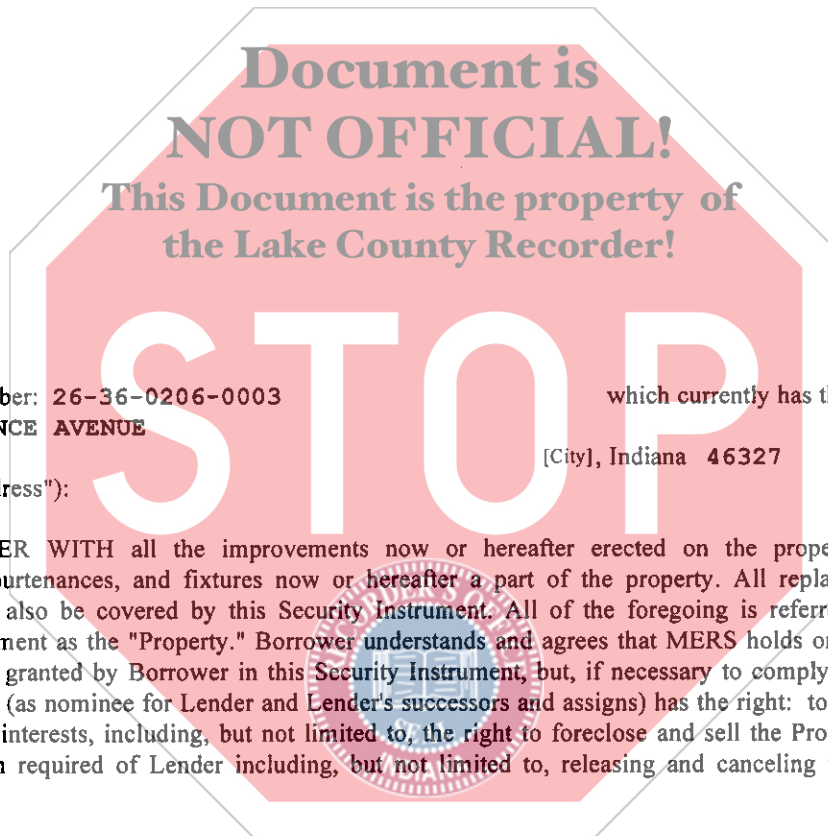 Document is
NOT OFFICIAL!
This Document is the property of
the Lake County Recorder!
STOP
ber: 26-36-0206-0003 which currently has th
NCE AVENUE
[City], Indiana 46327
ress"):
ER WITH all the improvements now or hereafter erected on the prope
ourtenances, and fixtures now or hereafter a part of the property. All repla
also be covered by this Security Instrument. All of the foregoing is referr
ment as the "Property." Borrower understands and agrees that MERS holds on
granted by Borrower in this Security Instrument, but, if necessary to comply
(as nominee for Lender and Lender's successors and assigns) has the right: to
interests, including, but not limited to, the right to foreclose and sell the Pro
n required of Lender including, but not limited to, releasing and canceling
RECORDER'S OFFICE
SEAL
INDIANA